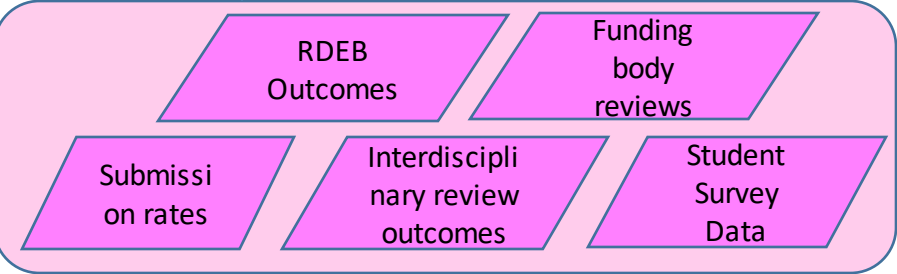 RDEB
Outcomes
Funding
body
reviews
Submissi
on rates
Interdiscipli
nary review
outcomes
Student
Survey
Data